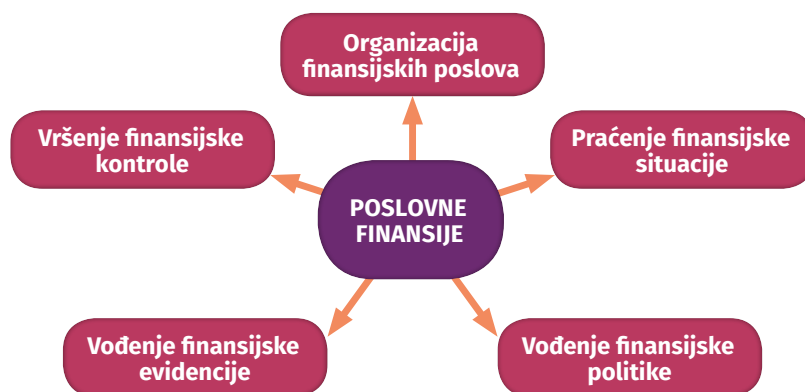 Organizacija
finansijskih poslova
Vršenje finansijske
kontrole
Praćenje finansijske
situacije
POSLOVNE
FINANSIJE
Vođenje finansijske
evidencije
Vođenje finansijske
politike